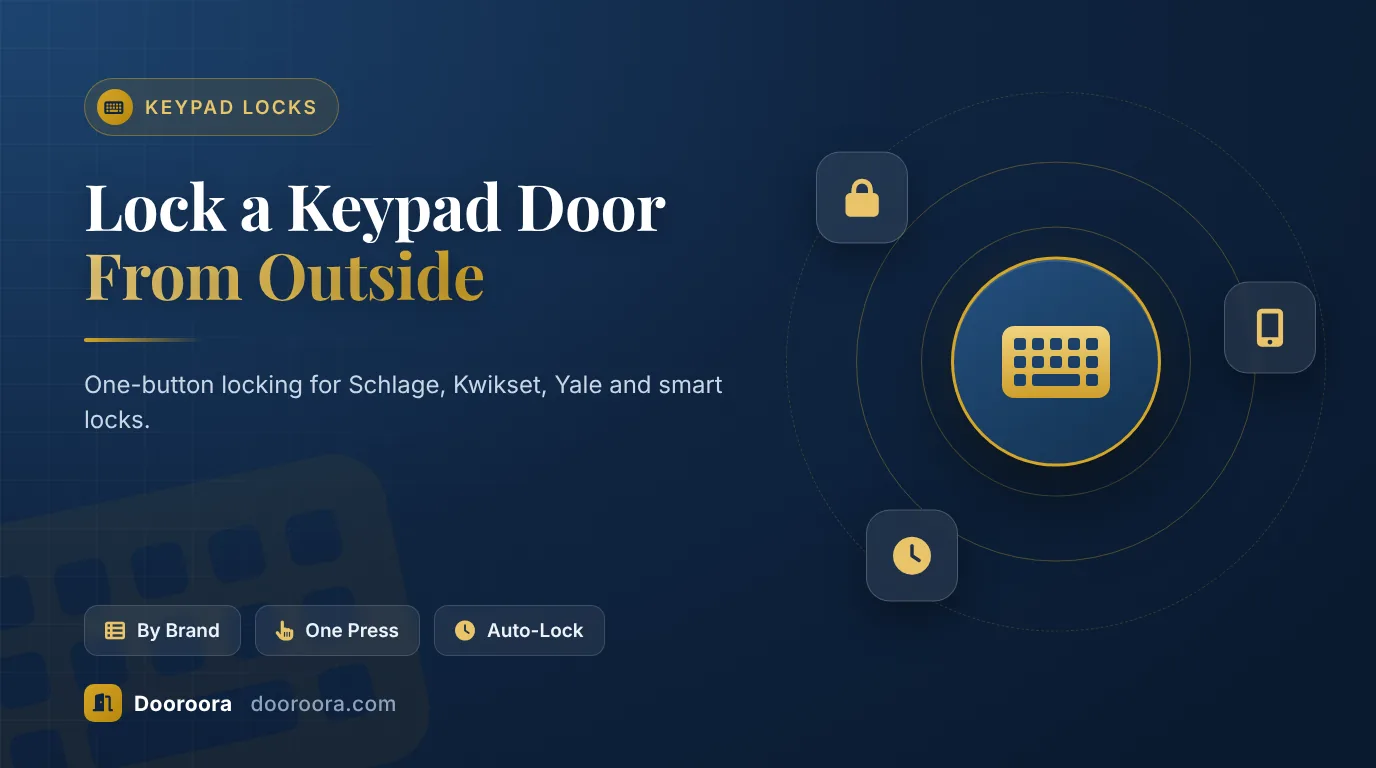 KEYPAD LOCKS
Lock a Keypad Door
From Outside
One-button locking for Schlage, Kwikset, Yale and smart
locks.
By Brand One Press Auto-Lock
Dooroora dooroora.com